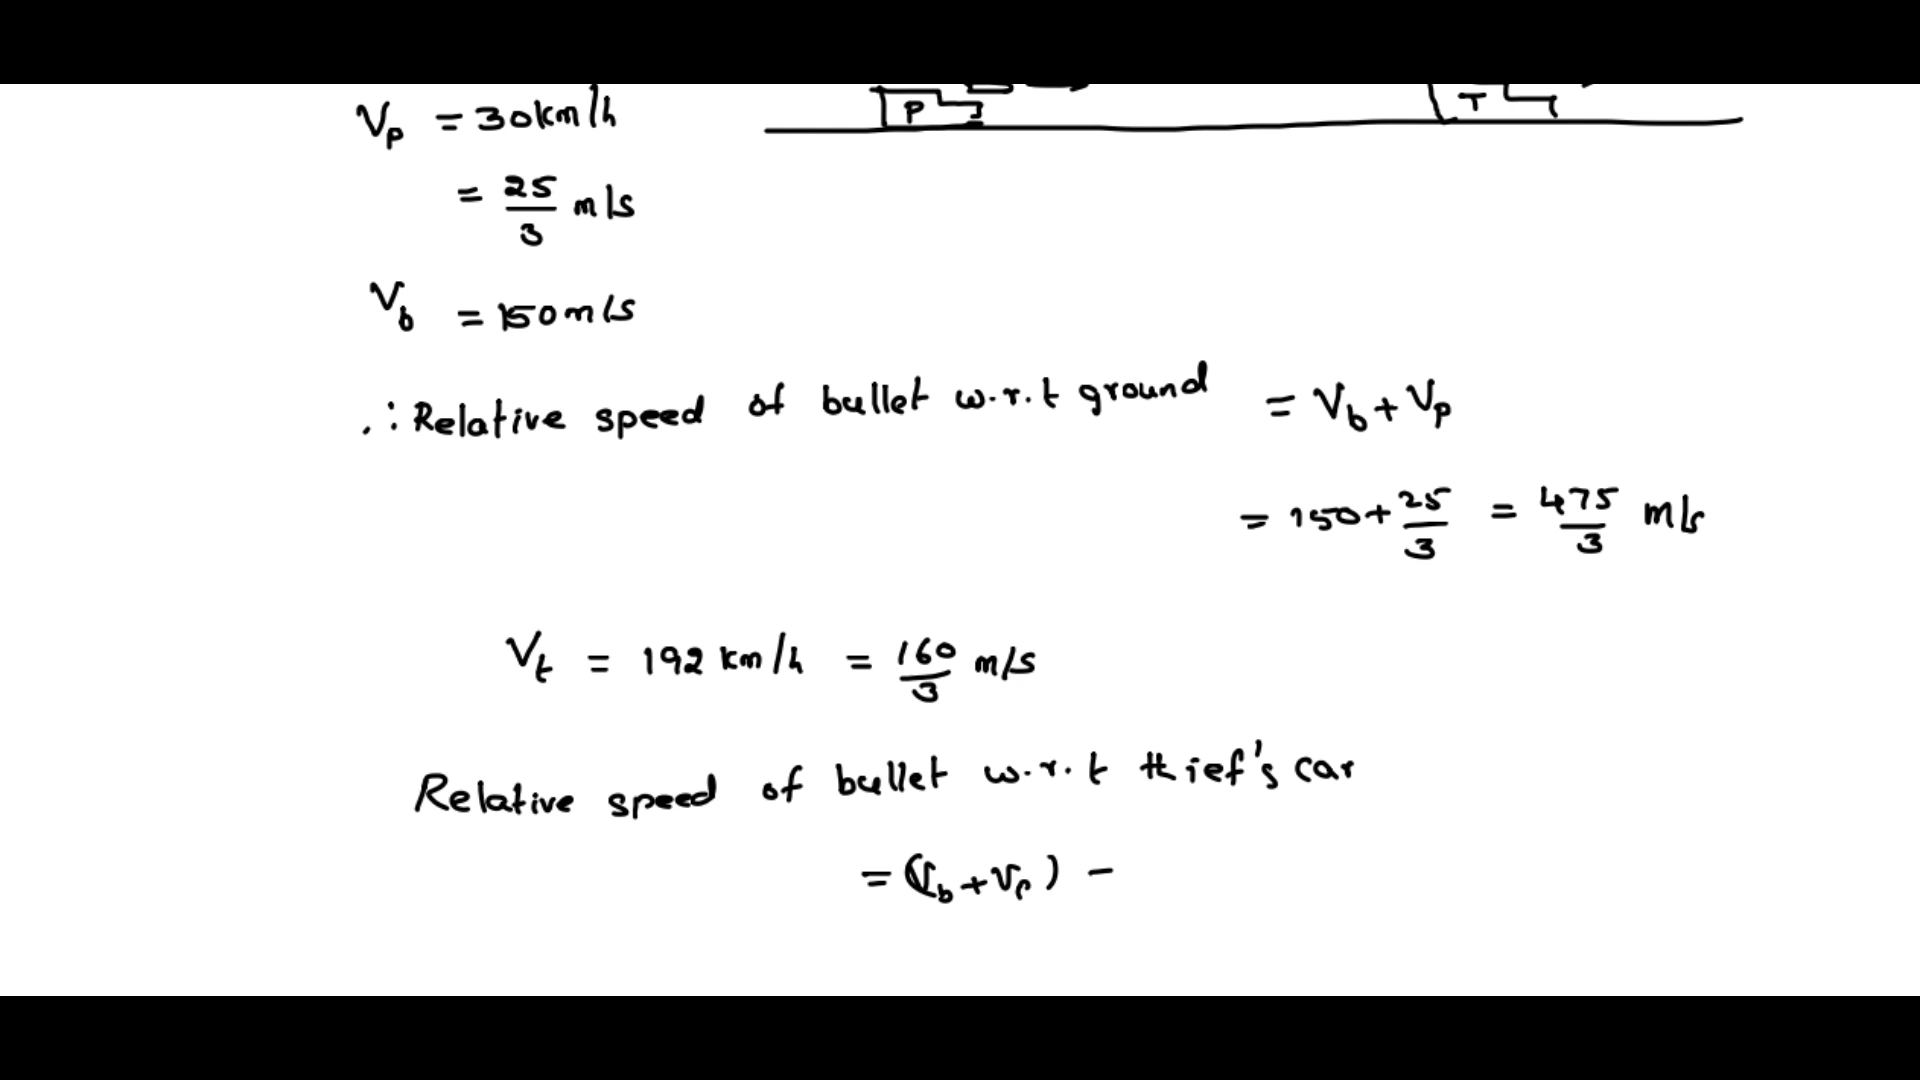 Vp = 30km/h
P
T
= 25/3 m/s
Vb = 150m/s
∴ Relative speed of bullet w.r.t ground = Vb + Vp
= 150 + 25/3 = 475/3 m/s
Vt = 192 km/h = 160/3 m/s
Relative speed of bullet w.r.t thief's car
= (Vb + Vp) -